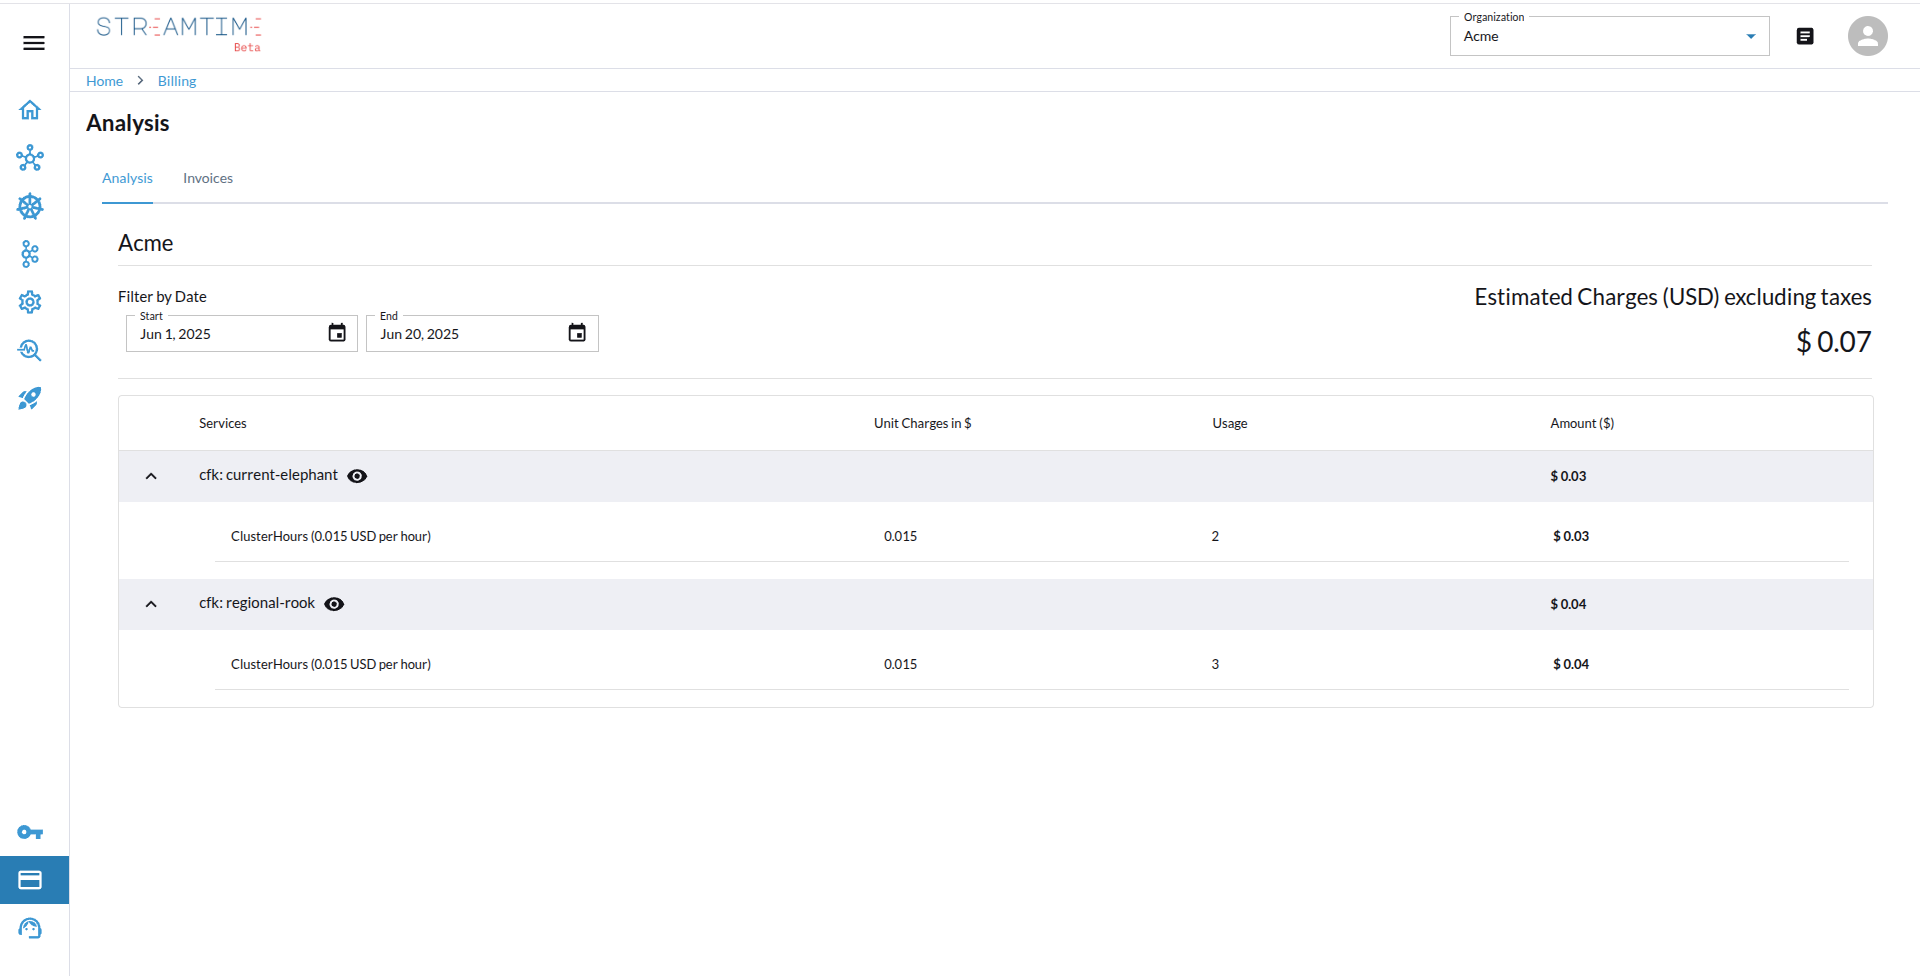 STREAMTIME
Beta
Organization
Acme
Home > Billing
Analysis
Analysis Invoices
Acme
Filter by Date
Start
Jun 1, 2025
End
Jun 20, 2025
Estimated Charges (USD) excluding taxes
$ 0.07
Services Unit Charges in $ Usage Amount ($)
cfk: current-elephant $ 0.03
ClusterHours (0.015 USD per hour) 0.015 2 $ 0.03
cfk: regional-rook $ 0.04
ClusterHours (0.015 USD per hour) 0.015 3 $ 0.04